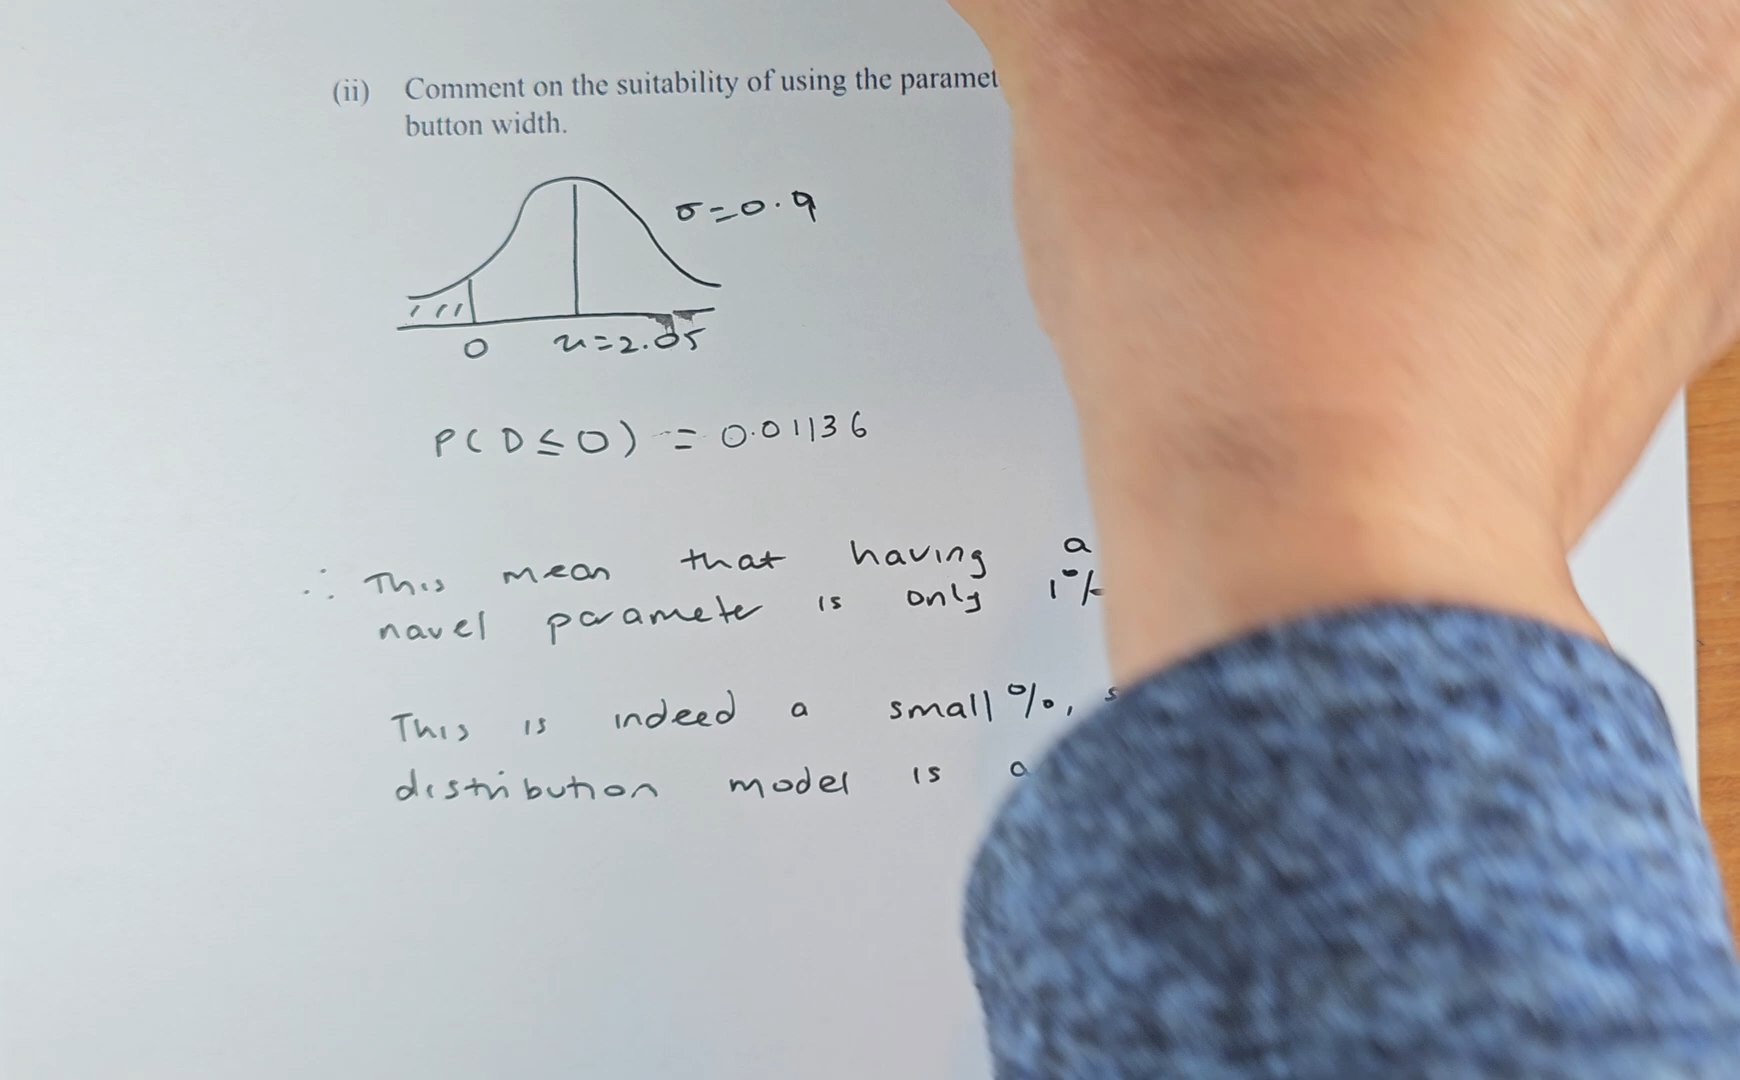 (ii) Comment on the suitability of using the paramet
button width.
σ=0.9
0 u=2.05
P(D≤0) = 0.01136
∴ This mean that having a
navel parameter is only 1%
This is indeed a small %, s
distribution model is a